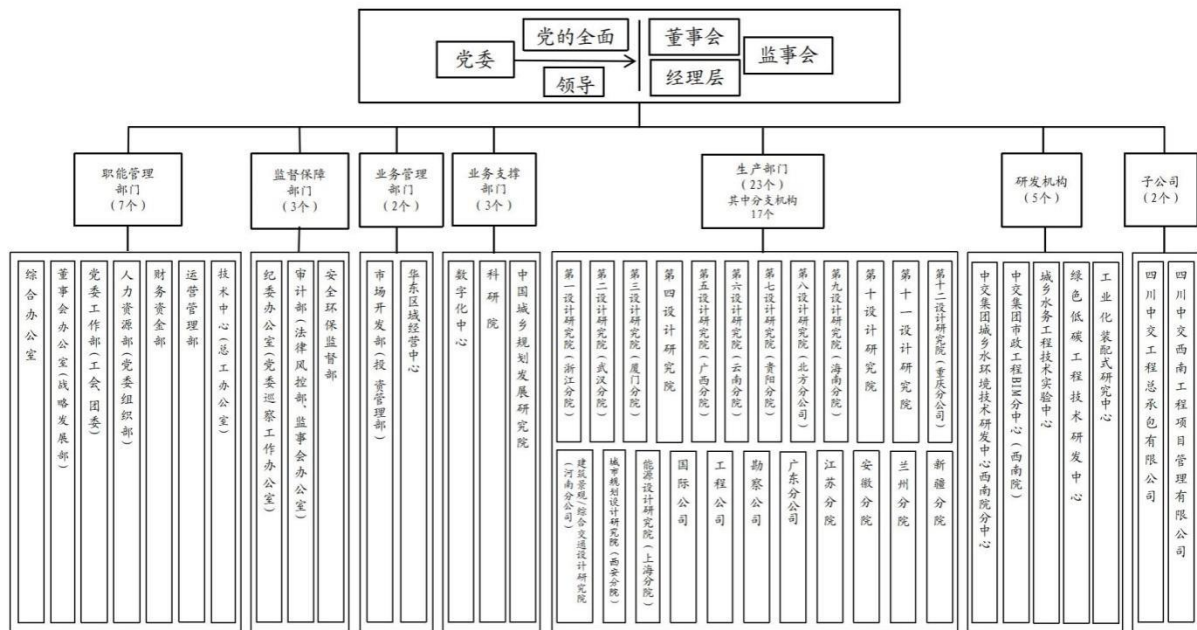 党的全面
党委
领导
董事会
经理层
监事会
职能管理
部门
(7个)
监督保障
部门
(3个)
业务管理
部门
(2个)
业务支撑
部门
(3个)
生产部门
(23个)
其中分支机构
17个
研发机构
(5个)
子公司
(2个)
综合办公室
董事会办公室(战略发展部)
党委工作部(工会、团委)
人力资源部(党委组织部)
财务资金部
运营管理部
技术中心(总工办公室)
纪委办公室(党委巡察工作办公室)
审计部(法律风控部、监事会办公室)
安全环保监督部
市场开发部(投资管理部)
华东区域经营中心
数字化中心
科研院
中国城乡规划发展研究院
第一设计研究院(浙江分院)
第二设计研究院(武汉分院)
第三设计研究院(厦门分院)
第四设计研究院
第五设计研究院(广西分院)
第六设计研究院(云南分院)
第七设计研究院(贵阳分院)
第八设计研究院(北方分公司)
第九设计研究院(海南分院)
第十设计研究院
第十一设计研究院
第十二设计研究院(重庆分公司)
建筑景观/综合交通设计研究院
(河南分公司)
城市规划设计研究院(西安分院)
能源设计研究院(上海分院)
国际公司
工程公司
勘察公司
广东分公司
江苏分院
安徽分院
兰州分院
新疆分院
中交集团城乡水环境技术研发中心西南院分中心
中交集团市政工程BIM分中心(西南院)
城乡水务工程技术实验中心
绿色低碳工程技术研发中心
工业化装配式研究中心
四川中交工程总承包有限公司
四川中交西南工程项目管理有限公司